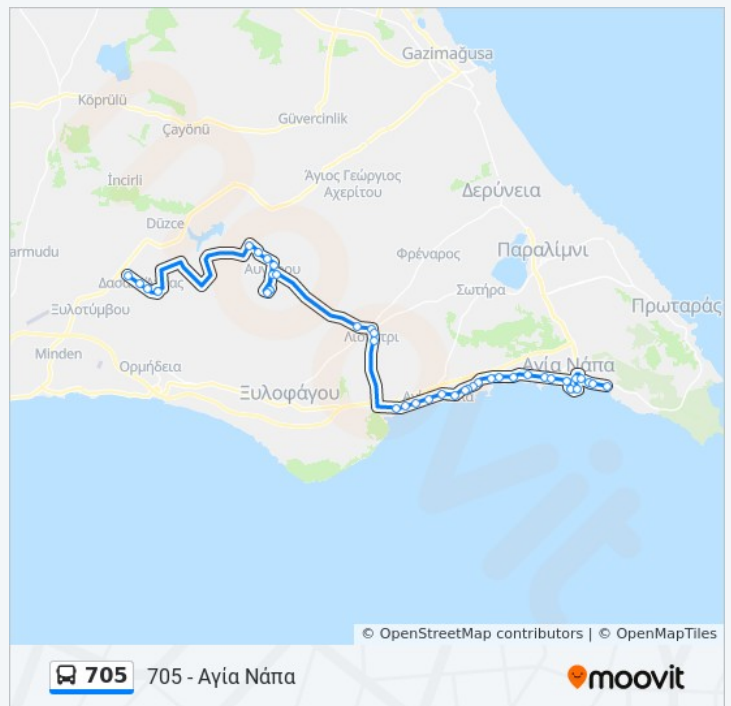 Gazimağusa
Köprülü
Güvercinlik
Çayönü
Άγιος Γεώργιος
Αχερίτου
İncirli
Δερύνεια
Düzce
armudu
Φρέναρος
Παραλίμνι
Ξυλοτύμβου
Σωτήρα
Πρωταράς
Minden
Ορμήδεια
Αγία Νάπα
Ξυλοφάγου
moovit
© OpenStreetMap contributors | © OpenMapTiles
705 705 - Αγία Νάπα
moovit